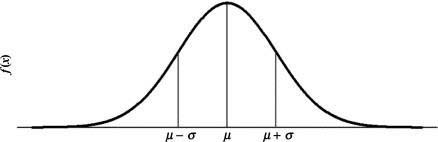 f(x)
μ − σ μ μ + σ